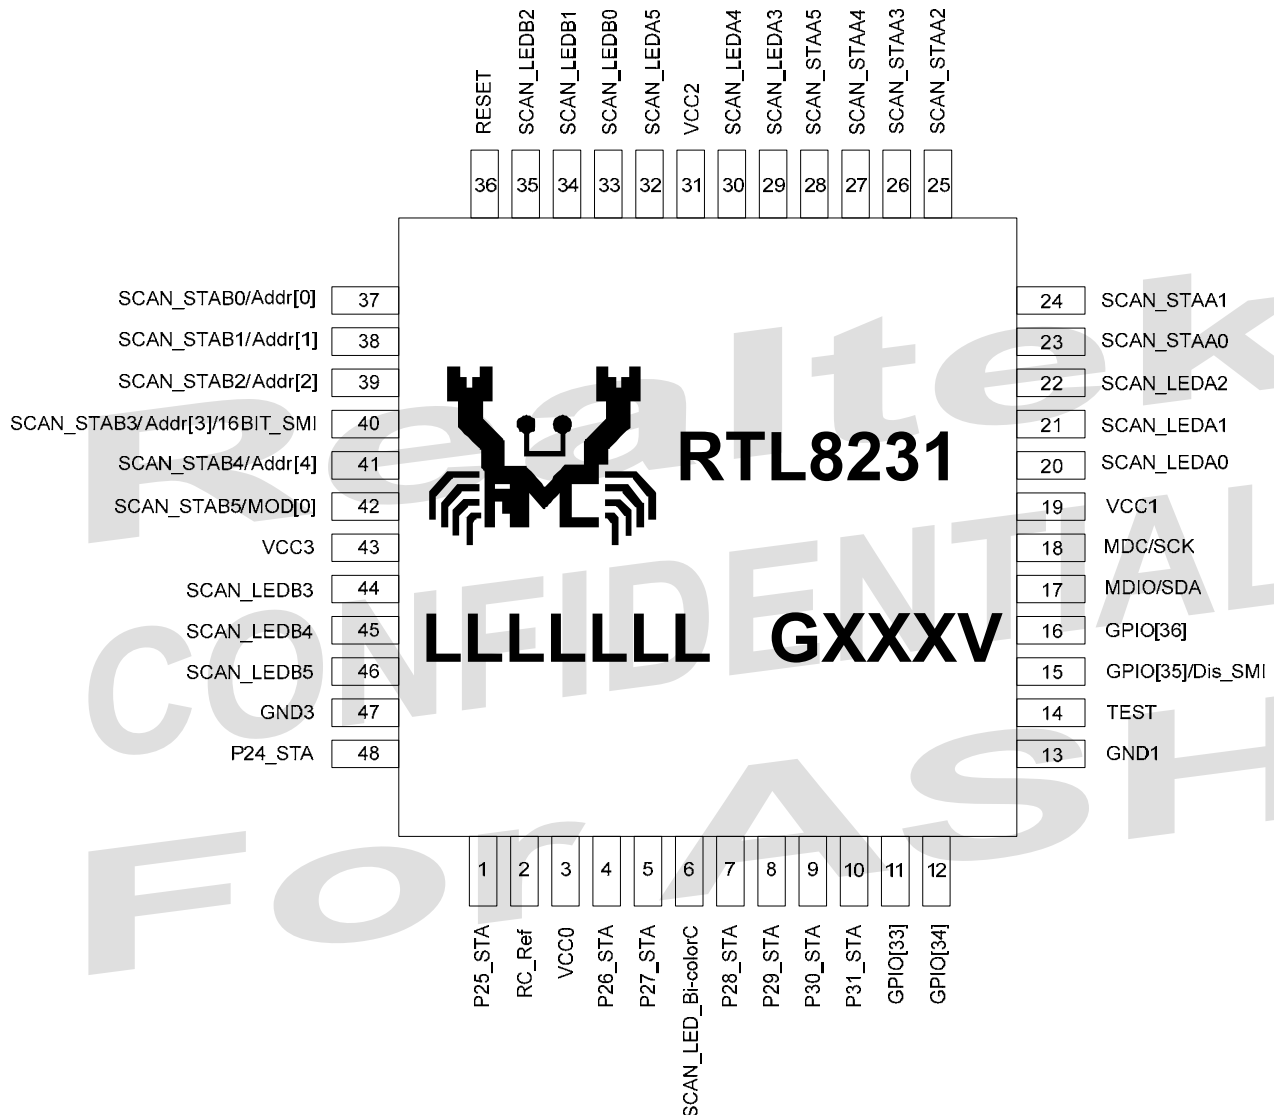 RESET
SCAN_LEDB2
SCAN_LEDB1
SCAN_LEDB0
SCAN_LEDA5
VCC2
SCAN_LEDA4
SCAN_LEDA3
SCAN_STAA5
SCAN_STAA4
SCAN_STAA3
SCAN_STAA2
36 35 34 33 32 31 30 29 28 27 26 25
SCAN_STAB0/Addr[0] 37
SCAN_STAB1/Addr[1] 38
SCAN_STAB2/Addr[2] 39
SCAN_STAB3/Addr[3]/16BIT_SMI 40
SCAN_STAB4/Addr[4] 41
SCAN_STAB5/MOD[0] 42
VCC3 43
SCAN_LEDB3 44
SCAN_LEDB4 45
SCAN_LEDB5 46
GND3 47
P24_STA 48
RTL8231
LLLLLLL GXXXV
24 SCAN_STAA1
23 SCAN_STAA0
22 SCAN_LEDA2
21 SCAN_LEDA1
20 SCAN_LEDA0
19 VCC1
18 MDC/SCK
17 MDIO/SDA
16 GPIO[36]
15 GPIO[35]/Dis_SMI
14 TEST
13 GND1
1 2 3 4 5 6 7 8 9 10 11 12
P25_STA
RC_Ref
VCC0
P26_STA
P27_STA
SCAN_LED_Bi-colorC
P28_STA
P29_STA
P30_STA
P31_STA
GPIO[33]
GPIO[34]
Realtek
CONFIDENTIAL
For ASH